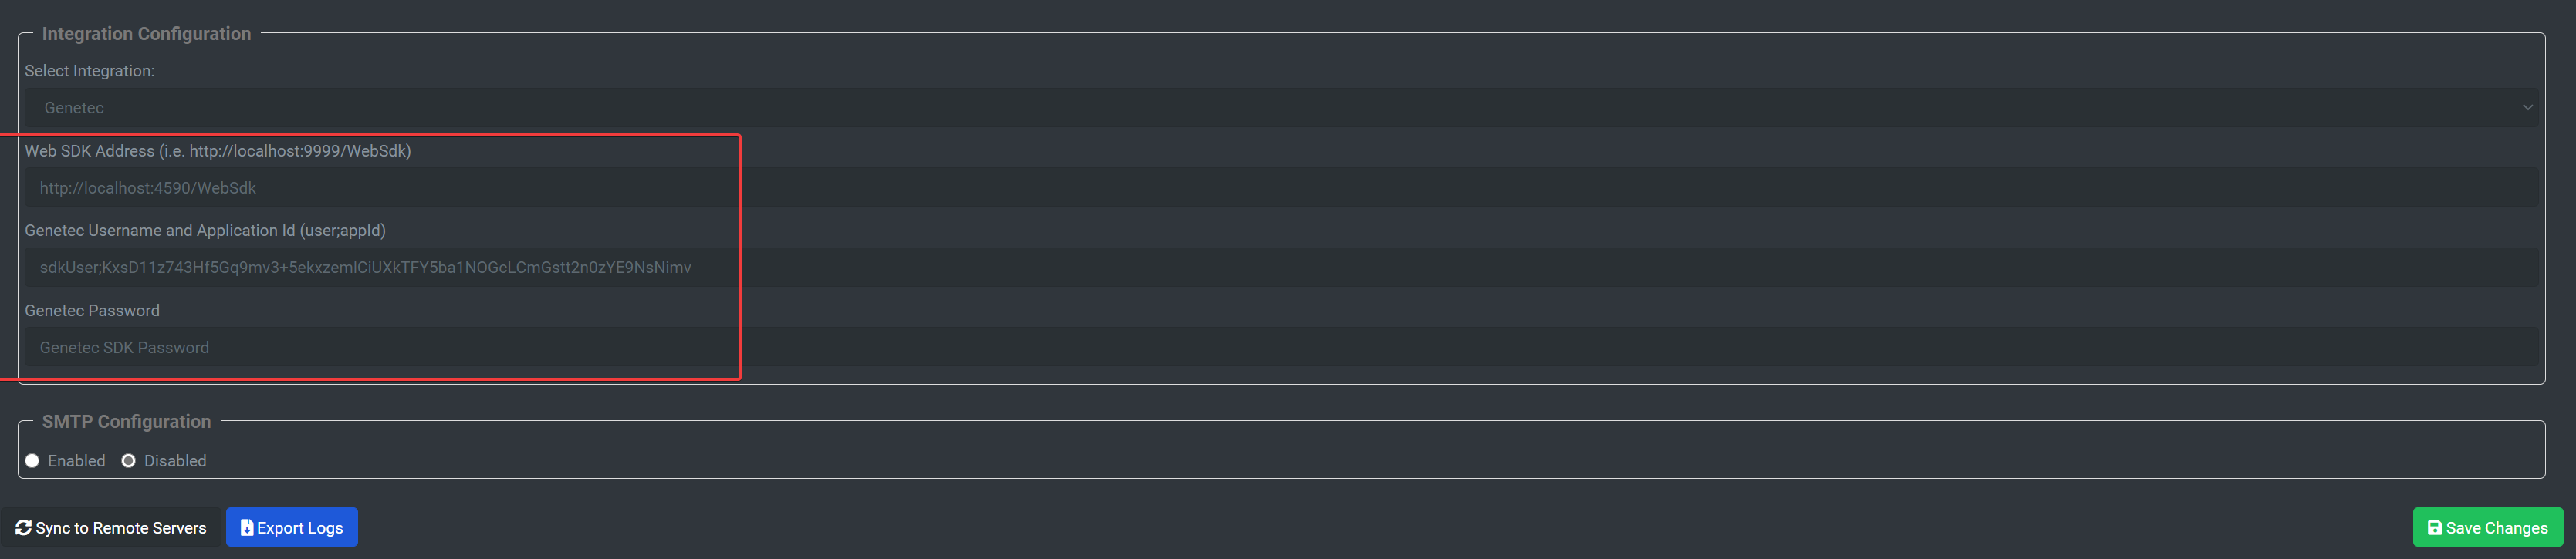 Integration Configuration
Select Integration:
Genetec
Web SDK Address (i.e. http://localhost:9999/WebSdk)
http://localhost:4590/WebSdk
Genetec Username and Application Id (user;appId)
sdkUser;KxsD11z743Hf5Gq9mv3+5ekxzemlCiUXkTFY5ba1NOGcLCmGstt2n0zYE9NsNimv
Genetec Password
Genetec SDK Password
SMTP Configuration
Enabled Disabled
Sync to Remote Servers Export Logs Save Changes